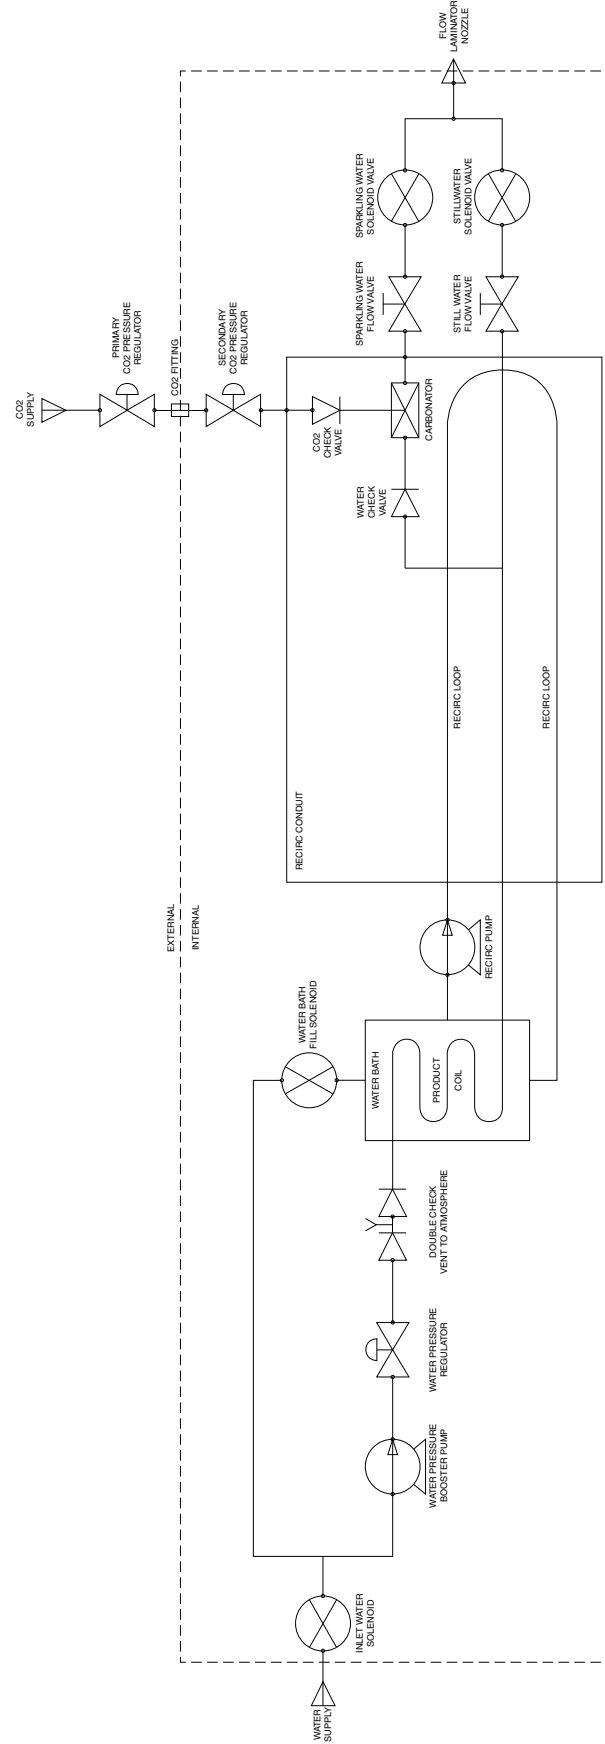 FLOW
LAMINATOR
NOZZLE
SPARKLING WATER
SOLENOID VALVE
STILLWATER
SOLENOID VALVE
SPARKLING WATER
FLOW VALVE
STILL WATER
FLOW VALVE
CO2
SUPPLY
PRIMARY
CO2 PRESSURE
REGULATOR
CO2 FITTING
SECONDARY
CO2 PRESSURE
REGULATOR
CO2
CHECK
VALVE
CARBONATOR
WATER
CHECK
VALVE
RECIRC LOOP
RECIRC LOOP
RECIRC CONDUIT
EXTERNAL
INTERNAL
RECIRC PUMP
WATER BATH
FILL SOLENOID
WATER BATH
PRODUCT
COIL
DOUBLE CHECK
VENT TO ATMOSPHERE
WATER PRESSURE
REGULATOR
WATER PRESSURE
BOOSTER PUMP
INLET WATER
SOLENOID
WATER
SUPPLY